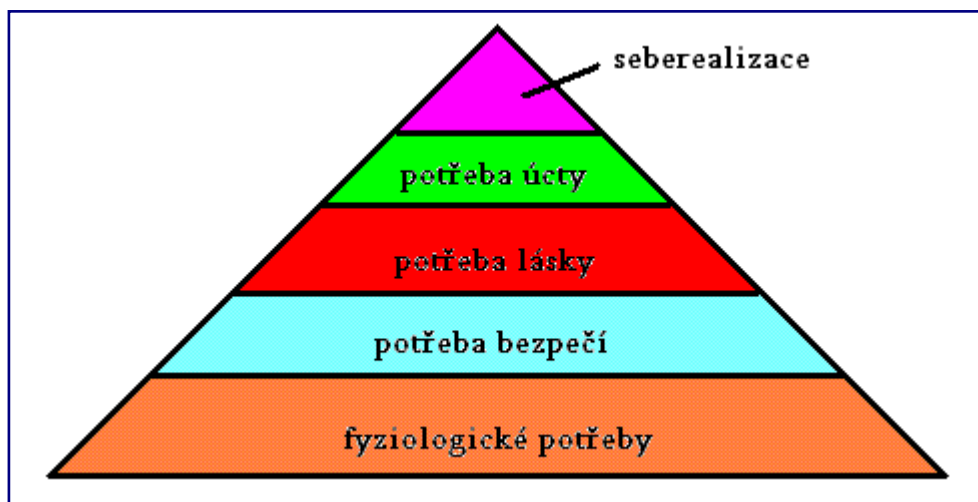 seberealizace
potřeba úcty
potřeba lásky
potřeba bezpečí
fyziologické potřeby